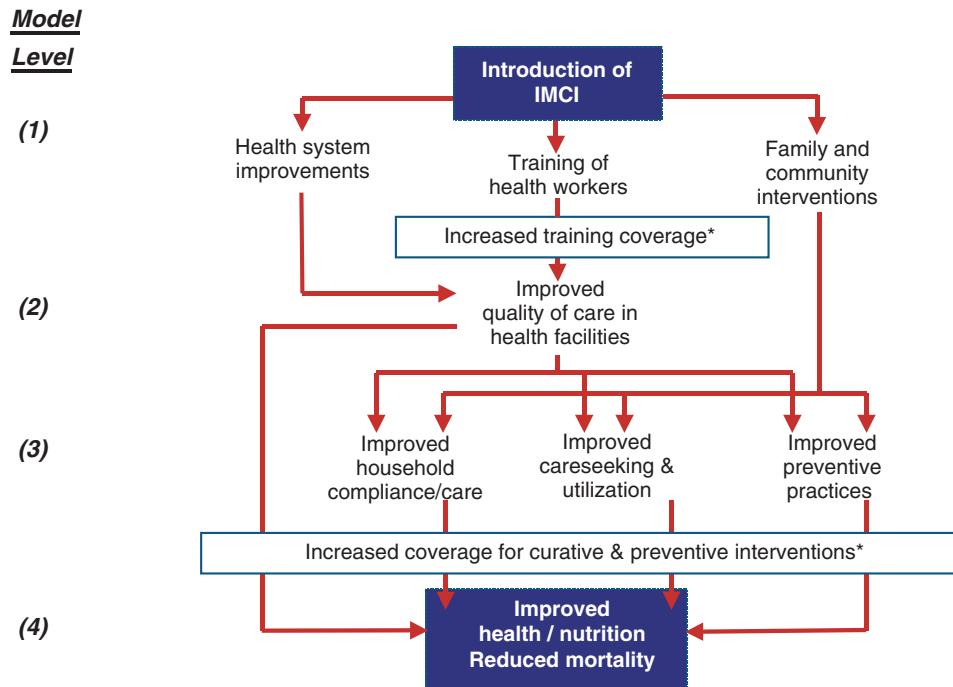 Model
Level
Introduction of
IMCI
(1)
Health system
improvements
Training of
health workers
Family and
community
interventions
Increased training coverage*
(2)
Improved
quality of care in
health facilities
(3)
Improved
household
compliance/care
Improved
careseeking &
utilization
Improved
preventive
practices
Increased coverage for curative & preventive interventions*
(4)
Improved
health / nutrition
Reduced mortality